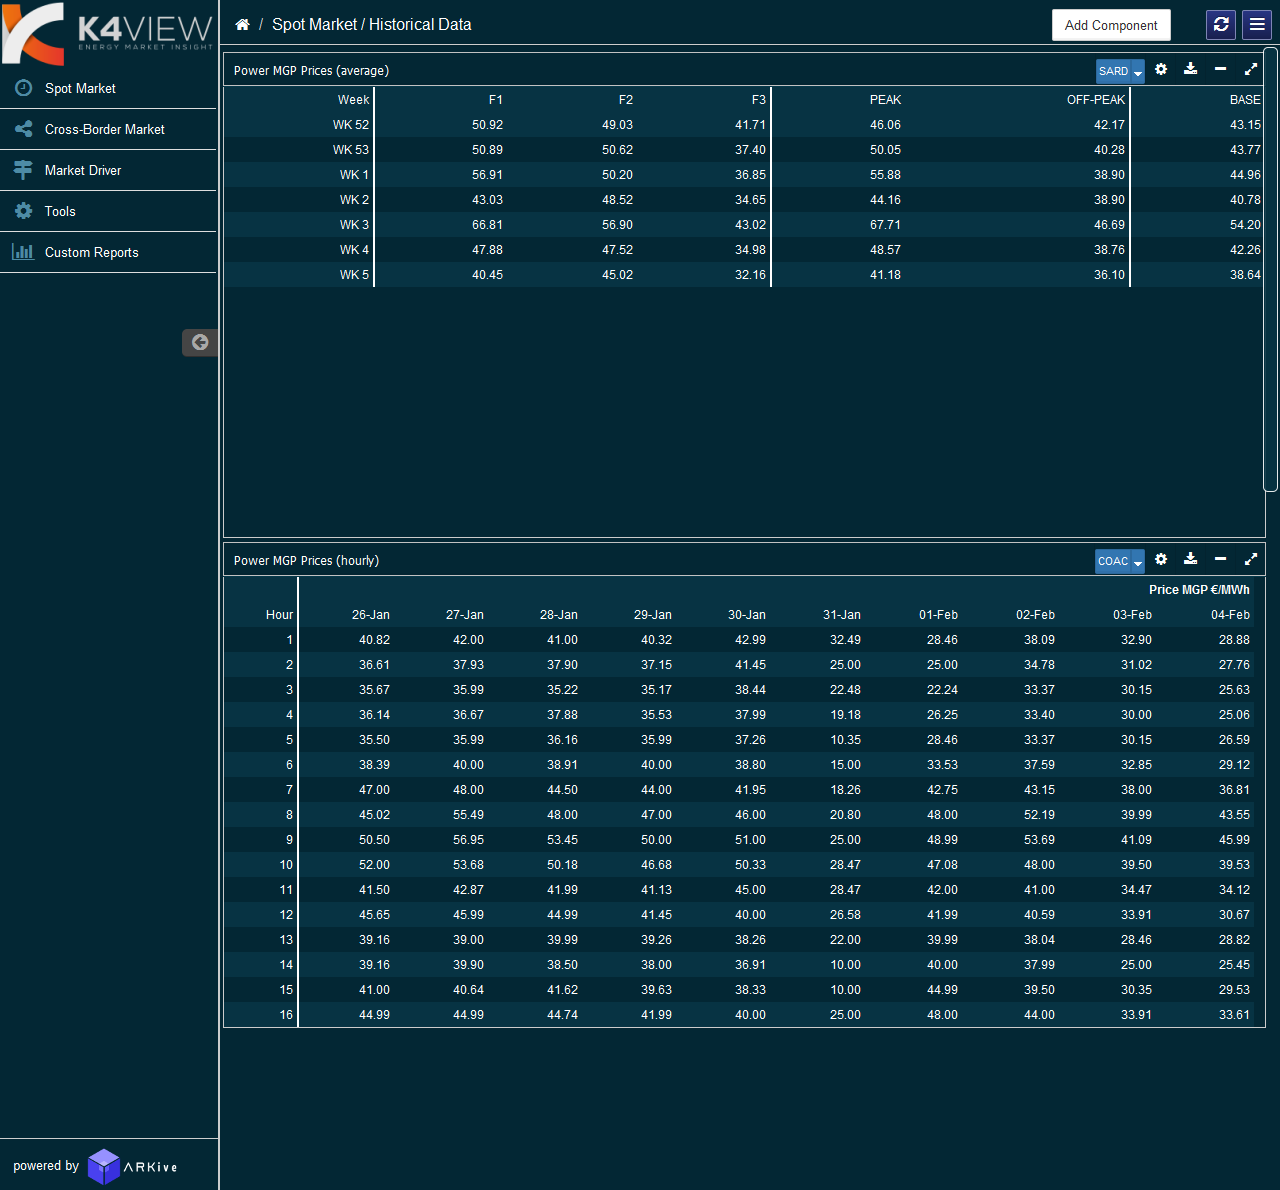 K4VIEW
ENERGY MARKET INSIGHT
Spot Market
Cross-Border Market
Market Driver
Tools
Custom Reports
powered by ARKive
/ Spot Market / Historical Data
Add Component
Power MGP Prices (average)
SARD
Week F1 F2 F3 PEAK OFF-PEAK BASE
WK 52 50.92 49.03 41.71 46.06 42.17 43.15
WK 53 50.89 50.62 37.40 50.05 40.28 43.77
WK 1 56.91 50.20 36.85 55.88 38.90 44.96
WK 2 43.03 48.52 34.65 44.16 38.90 40.78
WK 3 66.81 56.90 43.02 67.71 46.69 54.20
WK 4 47.88 47.52 34.98 48.57 38.76 42.26
WK 5 40.45 45.02 32.16 41.18 36.10 38.64
Power MGP Prices (hourly)
COAC
Price MGP €/MWh
Hour 26-Jan 27-Jan 28-Jan 29-Jan 30-Jan 31-Jan 01-Feb 02-Feb 03-Feb 04-Feb
1 40.82 42.00 41.00 40.32 42.99 32.49 28.46 38.09 32.90 28.88
2 36.61 37.93 37.90 37.15 41.45 25.00 25.00 34.78 31.02 27.76
3 35.67 35.99 35.22 35.17 38.44 22.48 22.24 33.37 30.15 25.63
4 36.14 36.67 37.88 35.53 37.99 19.18 26.25 33.40 30.00 25.06
5 35.50 35.99 36.16 35.99 37.26 10.35 28.46 33.37 30.15 26.59
6 38.39 40.00 38.91 40.00 38.80 15.00 33.53 37.59 32.85 29.12
7 47.00 48.00 44.50 44.00 41.95 18.26 42.75 43.15 38.00 36.81
8 45.02 55.49 48.00 47.00 46.00 20.80 48.00 52.19 39.99 43.55
9 50.50 56.95 53.45 50.00 51.00 25.00 48.99 53.69 41.09 45.99
10 52.00 53.68 50.18 46.68 50.33 28.47 47.08 48.00 39.50 39.53
11 41.50 42.87 41.99 41.13 45.00 28.47 42.00 41.00 34.47 34.12
12 45.65 45.99 44.99 41.45 40.00 26.58 41.99 40.59 33.91 30.67
13 39.16 39.00 39.99 39.26 38.26 22.00 39.99 38.04 28.46 28.82
14 39.16 39.90 38.50 38.00 36.91 10.00 40.00 37.99 25.00 25.45
15 41.00 40.64 41.62 39.63 38.33 10.00 44.99 39.50 30.35 29.53
16 44.99 44.99 44.74 41.99 40.00 25.00 48.00 44.00 33.91 33.61